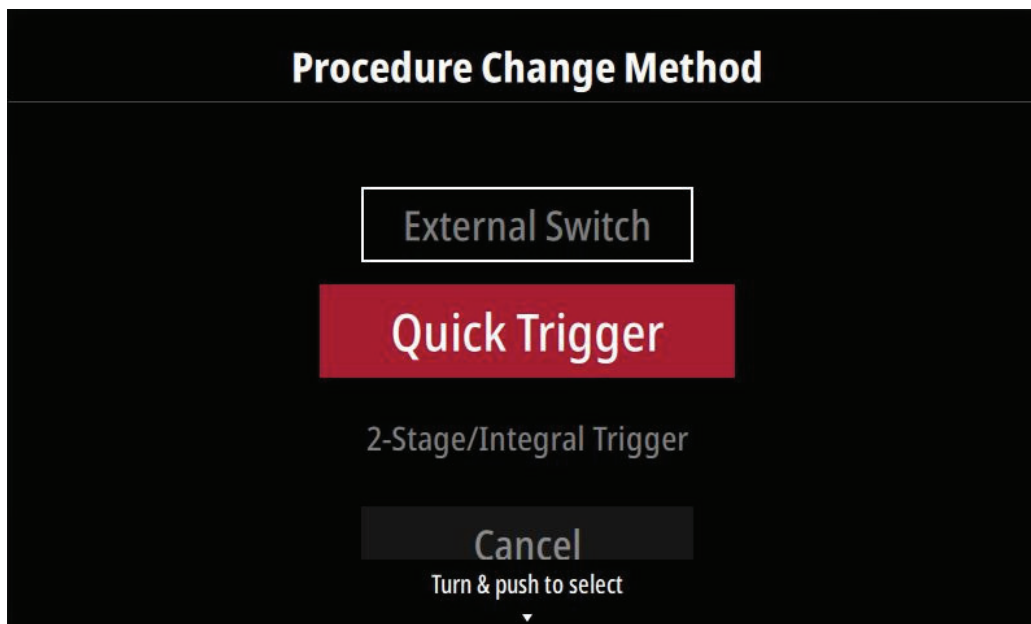 Procedure Change Method
External Switch
Quick Trigger
2-Stage/Integral Trigger
Cancel
Turn & push to select